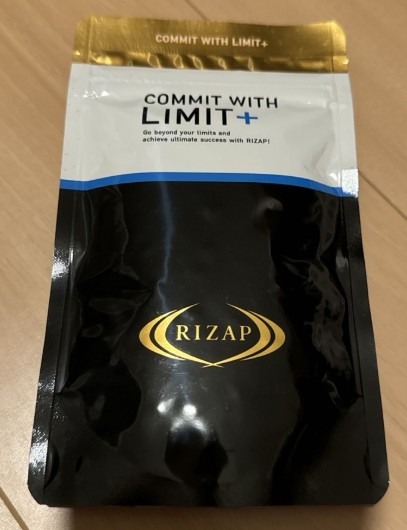 COMMIT WITH LIMIT+
COMMIT WITH
LIMIT+
Go beyond your limits and
achieve ultimate success with RIZAP!
RIZAP